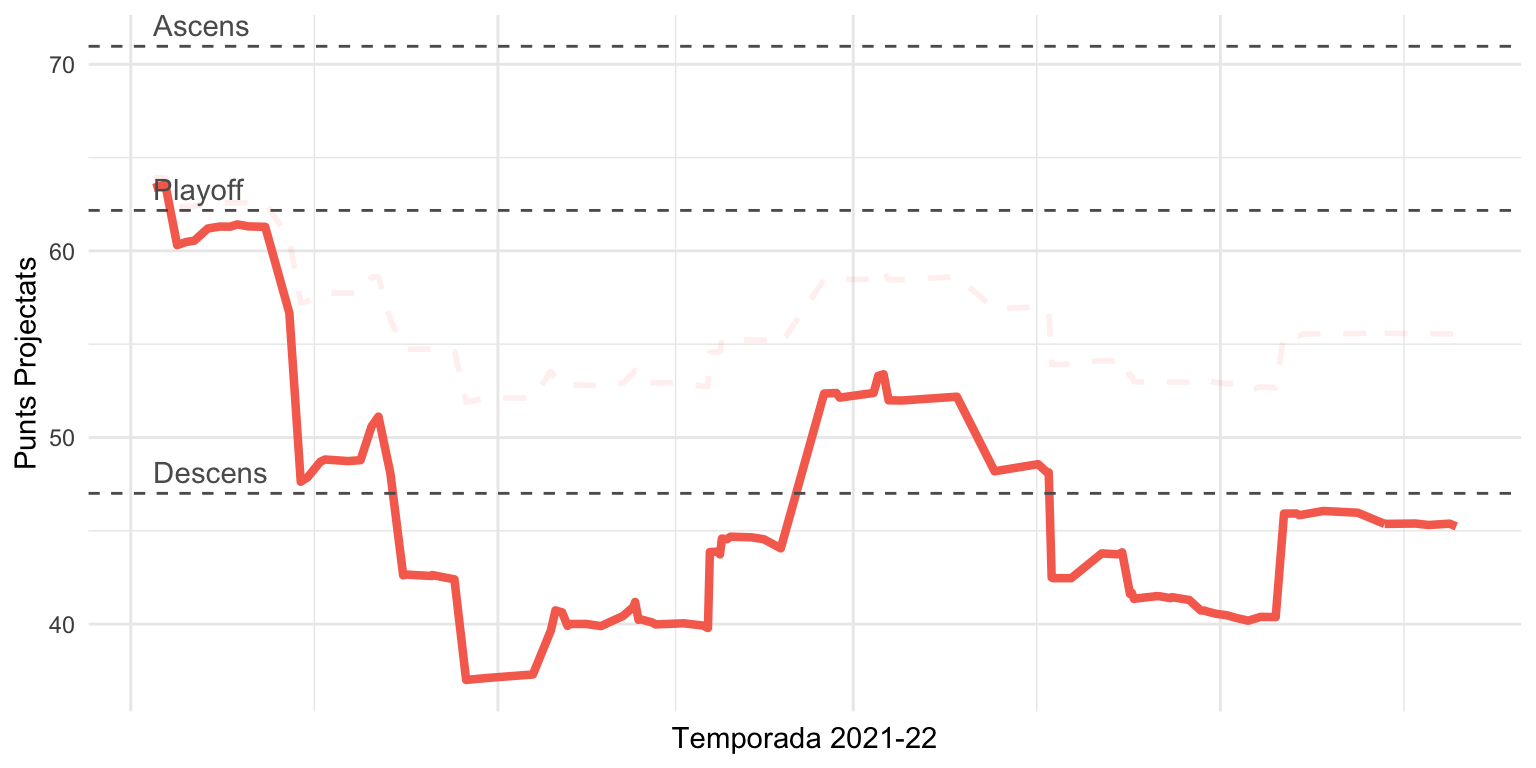 Ascens
70
Playoff
60
50
Descens
40
Punts Projectats
Temporada 2021-22